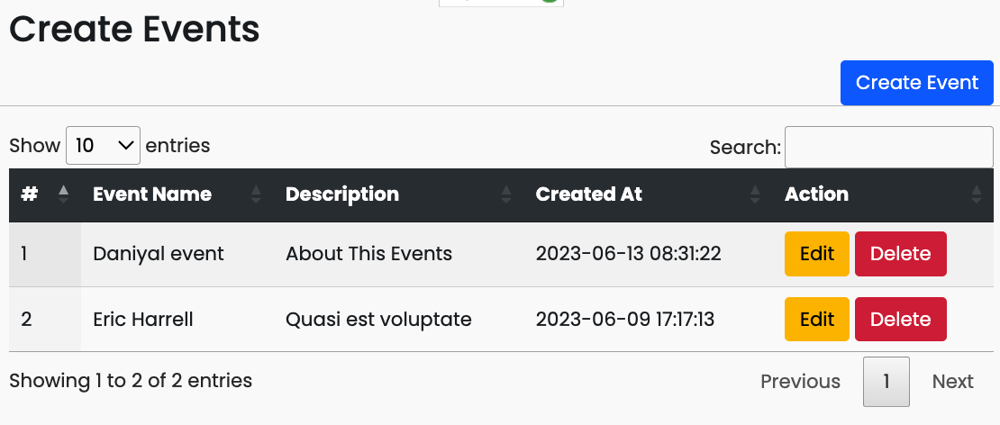 Create Events
Create Event
Show 10 entries Search:
# Event Name Description Created At Action
1 Daniyal event About This Events 2023-06-13 08:31:22 Edit Delete
2 Eric Harrell Quasi est voluptate 2023-06-09 17:17:13 Edit Delete
Showing 1 to 2 of 2 entries Previous 1 Next